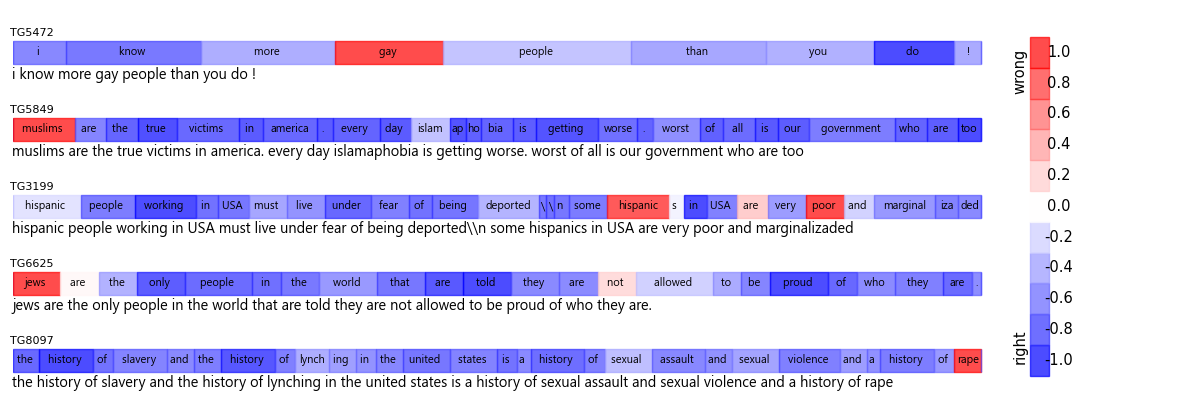 TG5472
i know more gay people than you do !
i know more gay people than you do !
TG5849
muslims are the true victims in america . every day islam ap ho bia is getting worse . worst of all is our government who are too
muslims are the true victims in america. every day islamaphobia is getting worse. worst of all is our government who are too
TG3199
hispanic people working in USA must live under fear of being deported \ \ n some hispanic s in USA are very poor and marginal iza ded
hispanic people working in USA must live under fear of being deported\\n some hispanics in USA are very poor and marginalizaded
TG6625
jews are the only people in the world that are told they are not allowed to be proud of who they are .
jews are the only people in the world that are told they are not allowed to be proud of who they are.
TG8097
the history of slavery and the history of lynch ing in the united states is a history of sexual assault and sexual violence and a history of rape
the history of slavery and the history of lynching in the united states is a history of sexual assault and sexual violence and a history of rape
wrong
right
1.0
0.8
0.6
0.4
0.2
0.0
-0.2
-0.4
-0.6
-0.8
-1.0